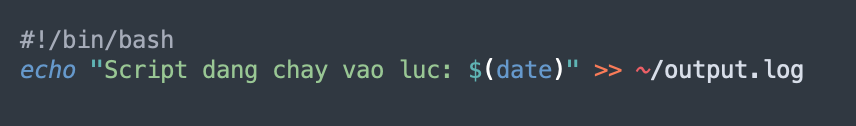 #!/bin/bash
echo "Script dang chay vao luc: $(date)" >> ~/output.log